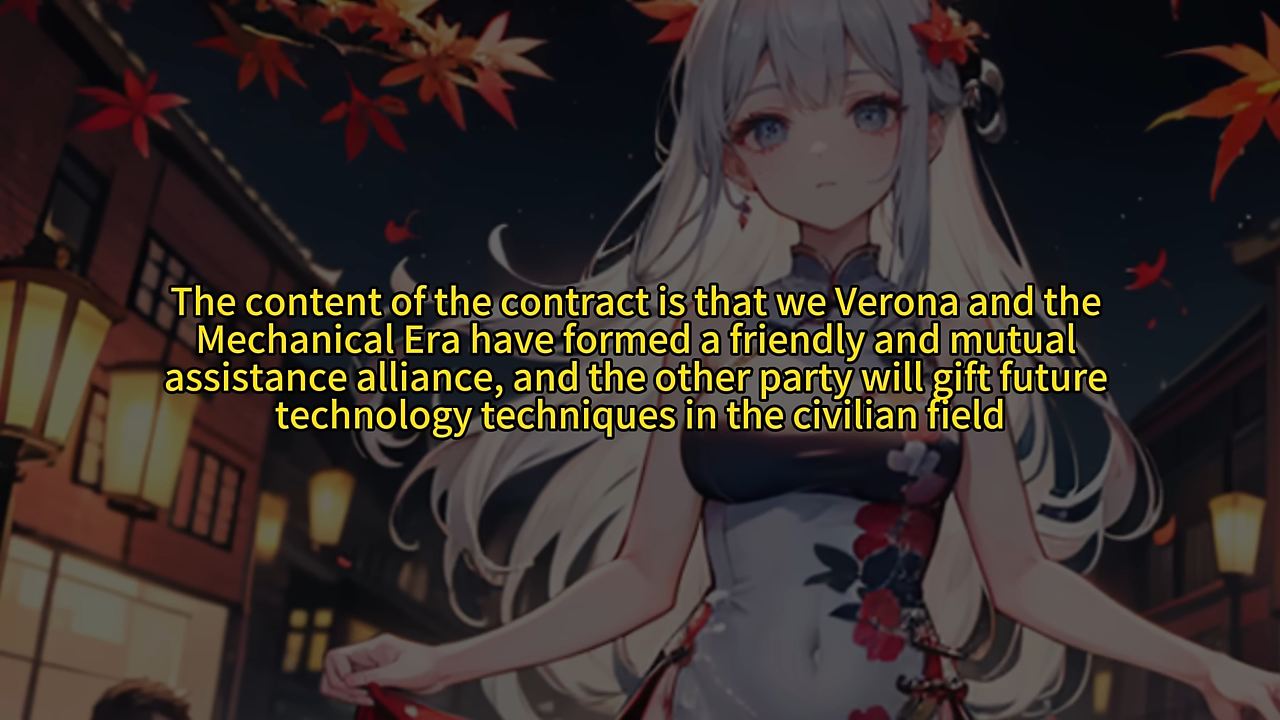 The content of the contract is that we Verona and the
Mechanical Era have formed a friendly and mutual
assistance alliance, and the other party will gift future
technology techniques in the civilian field